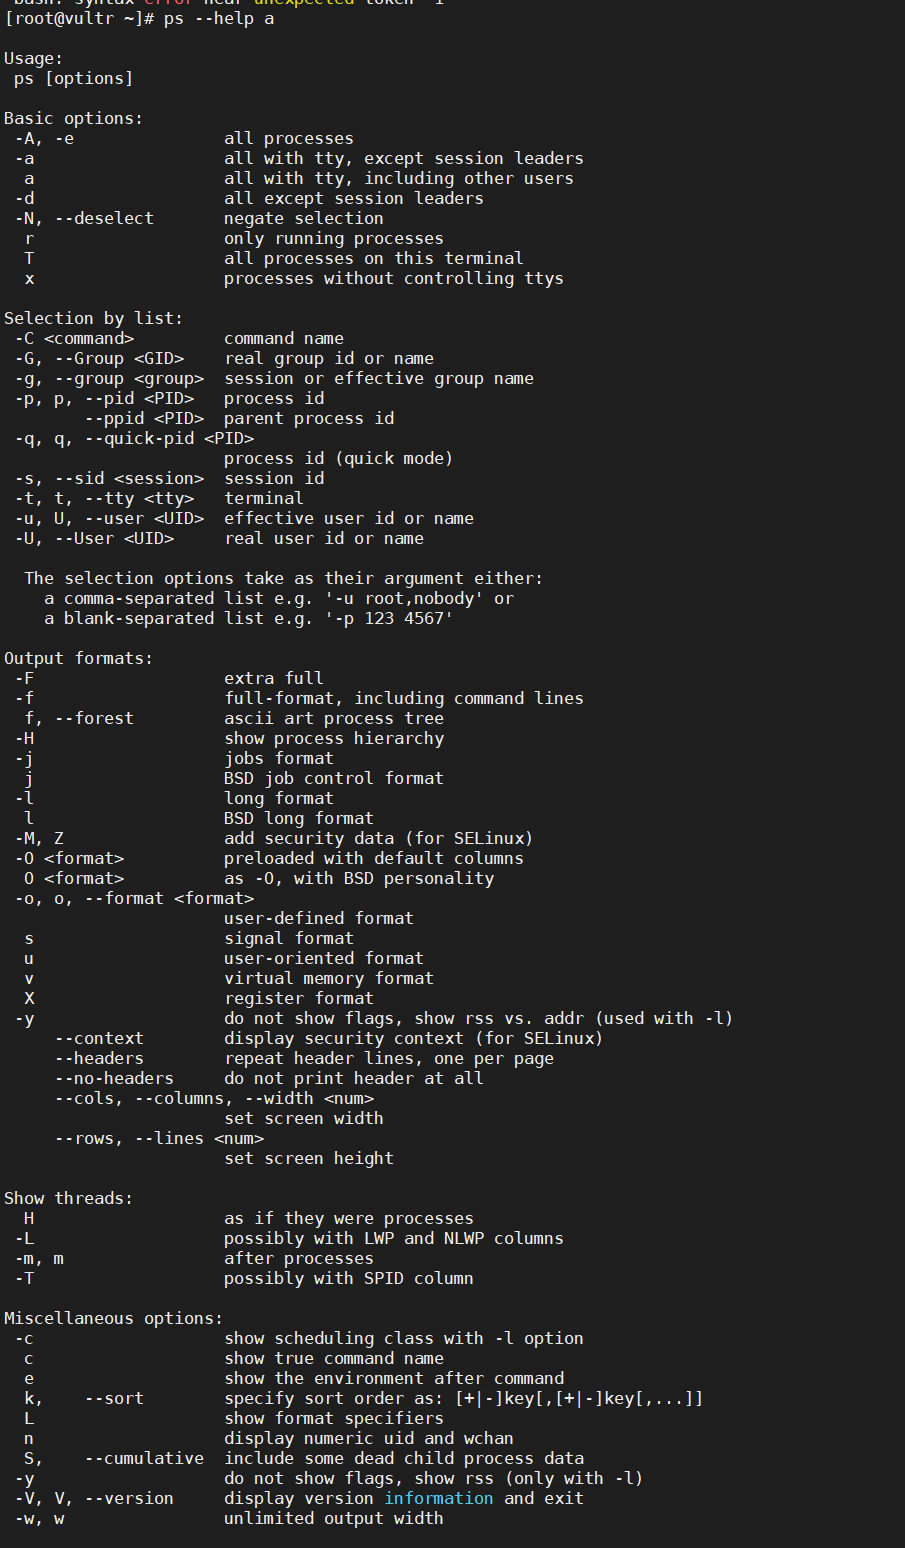 bash: syntax error near unexpected token
[root@vultr ~]# ps --help a

Usage:
 ps [options]

Basic options:
 -A, -e               all processes
 -a                   all with tty, except session leaders
  a                   all with tty, including other users
 -d                   all except session leaders
 -N, --deselect       negate selection
  r                   only running processes
  T                   all processes on this terminal
  x                   processes without controlling ttys

Selection by list:
 -C <command>         command name
 -G, --Group <GID>    real group id or name
 -g, --group <group>  session or effective group name
 -p, p, --pid <PID>   process id
        --ppid <PID>  parent process id
 -q, q, --quick-pid <PID>
                      process id (quick mode)
 -s, --sid <session>  session id
 -t, t, --tty <tty>   terminal
 -u, U, --user <UID>  effective user id or name
 -U, --User <UID>     real user id or name

  The selection options take as their argument either:
    a comma-separated list e.g. '-u root,nobody' or
    a blank-separated list e.g. '-p 123 4567'

Output formats:
 -F                   extra full
 -f                   full-format, including command lines
  f, --forest         ascii art process tree
 -H                   show process hierarchy
 -j                   jobs format
  j                   BSD job control format
 -l                   long format
  l                   BSD long format
 -M, Z                add security data (for SELinux)
 -O <format>          preloaded with default columns
  O <format>          as -O, with BSD personality
 -o, o, --format <format>
                      user-defined format
  s                   signal format
  u                   user-oriented format
  v                   virtual memory format
  X                   register format
 -y                   do not show flags, show rss vs. addr (used with -l)
     --context        display security context (for SELinux)
     --headers        repeat header lines, one per page
     --no-headers     do not print header at all
     --cols, --columns, --width <num>
                      set screen width
     --rows, --lines <num>
                      set screen height

Show threads:
  H                   as if they were processes
 -L                   possibly with LWP and NLWP columns
 -m, m                after processes
 -T                   possibly with SPID column

Miscellaneous options:
 -c                   show scheduling class with -l option
  c                   show true command name
  e                   show the environment after command
  k,    --sort        specify sort order as: [+|-]key[,[+|-]key[,...]]
  L                   show format specifiers
  n                   display numeric uid and wchan
  S,    --cumulative  include some dead child process data
 -y                   do not show flags, show rss (only with -l)
 -V, V, --version     display version information and exit
 -w, w                unlimited output width